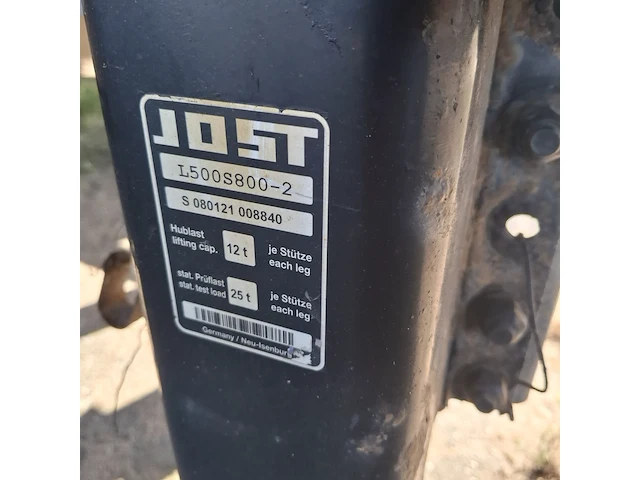 JOST
L500S800-2
S 080121 008840
Hublast
lifting cap. 12 t je Stütze
each leg
stat. Prüflast
stat. test load 25 t je Stütze
each leg
Germany / Neu-Isenburg